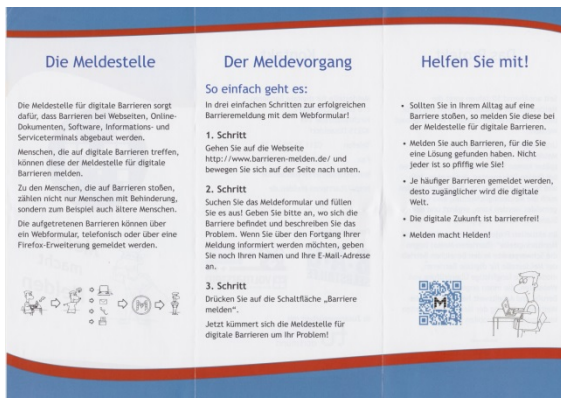 Die Meldestelle
Die Meldestelle für digitale Barrieren sorgt
dafür, dass Barrieren bei Webseiten, Online-
Dokumenten, Software, Informations- und
Serviceterminals abgebaut werden.
Menschen, die auf digitale Barrieren treffen,
können diese der Meldestelle für digitale
Barrieren melden.
Zu den Menschen, die auf Barrieren stoßen,
zählen nicht nur Menschen mit Behinderung,
sondern zum Beispiel auch ältere Menschen.
Die aufgetretenen Barrieren können über
ein Webformular, telefonisch oder über eine
Firefox-Erweiterung gemeldet werden.
M
Der Meldevorgang
So einfach geht es:
In drei einfachen Schritten zur erfolgreichen
Barrieremeldung mit dem Webformular!
1. Schritt
Gehen Sie auf die Webseite
http://www.barrieren-melden.de/ und
bewegen Sie sich auf der Seite nach unten.
2. Schritt
Suchen Sie das Meldeformular und füllen
Sie es aus! Geben Sie bitte an, wo sich die
Barriere befindet und beschreiben Sie das
Problem. Wenn Sie über den Fortgang Ihrer
Meldung informiert werden möchten, geben
Sie noch Ihren Namen und Ihre E-Mail-Adresse
an.
3. Schritt
Drücken Sie auf die Schaltfläche „Barriere
melden“.
Jetzt kümmert sich die Meldestelle für
digitale Barrieren um Ihr Problem!
Helfen Sie mit!
• Sollten Sie in Ihrem Alltag auf eine
Barriere stoßen, so melden Sie diese bei
der Meldestelle für digitale Barrieren.
• Melden Sie auch Barrieren, für die Sie
eine Lösung gefunden haben. Nicht
jeder ist so pfiffig wie Sie!
• Je häufiger Barrieren gemeldet werden,
desto zugänglicher wird die digitale
Welt.
• Die digitale Zukunft ist barrierefrei!
• Melden macht Helden!
M